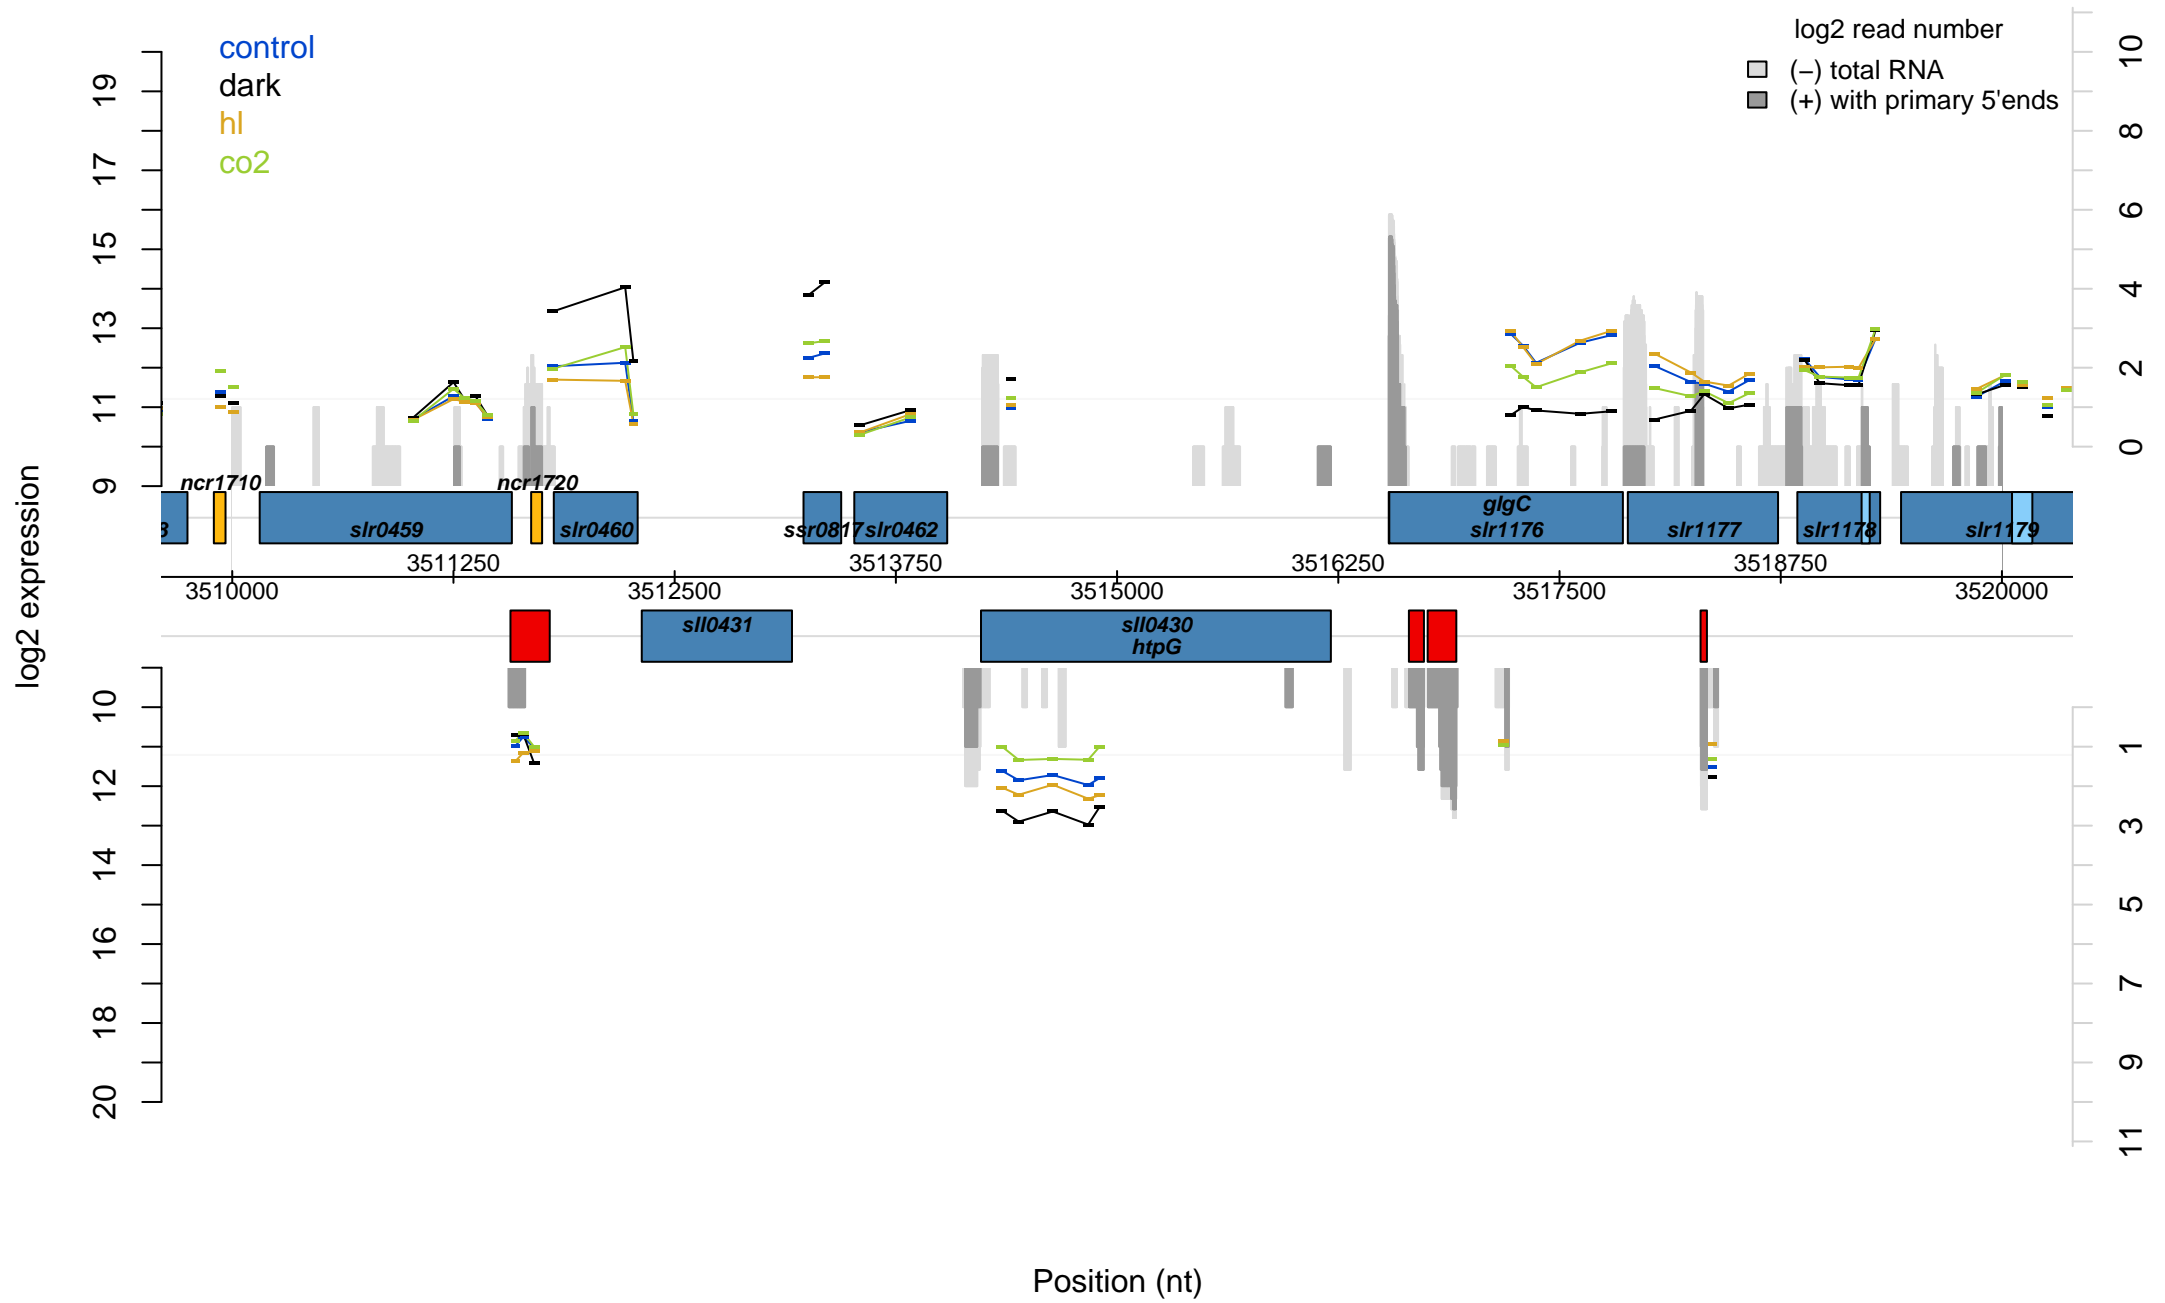 control
dark
hl
co2
log2 read number
(−) total RNA
(+) with primary 5'ends
19
17
15
13
11
9
10
8
6
4
2
0
log2 expression
ncr1710
ncr1720
3
slr0459
slr0460
ssr0817
slr0462
glgC
slr1176
slr1177
slr1178
slr1179
3511250
3513750
3516250
3518750
3510000
3512500
3515000
3517500
3520000
sll0431
sll0430
htpG
10
12
14
16
18
20
1
3
5
7
9
11
Position (nt)